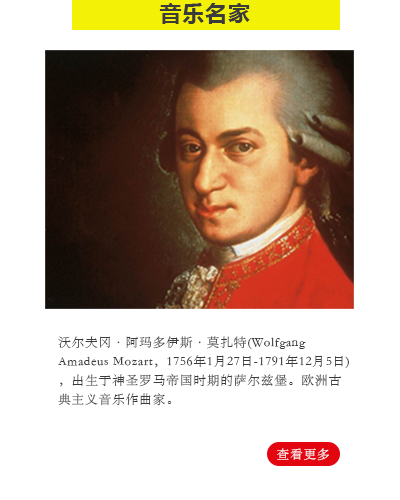 音乐名家
沃尔夫冈·阿玛多伊斯·莫扎特(Wolfgang
Amadeus Mozart，1756年1月27日-1791年12月5日)
，出生于神圣罗马帝国时期的萨尔兹堡。欧洲古
典主义音乐作曲家。
查看更多